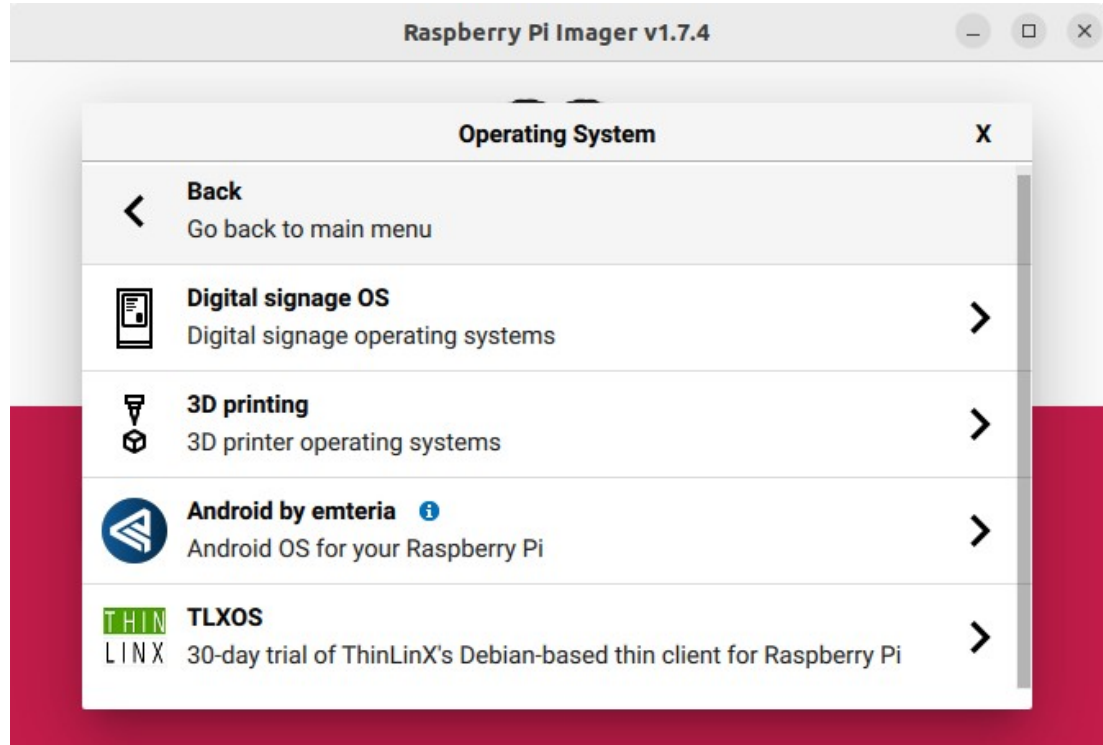 Raspberry Pi Imager v1.7.4
Operating System X
Back
Go back to main menu
Digital signage OS
Digital signage operating systems
3D printing
3D printer operating systems
Android by emteria
Android OS for your Raspberry Pi
THIN
LINX
TLXOS
30-day trial of ThinLinX's Debian-based thin client for Raspberry Pi